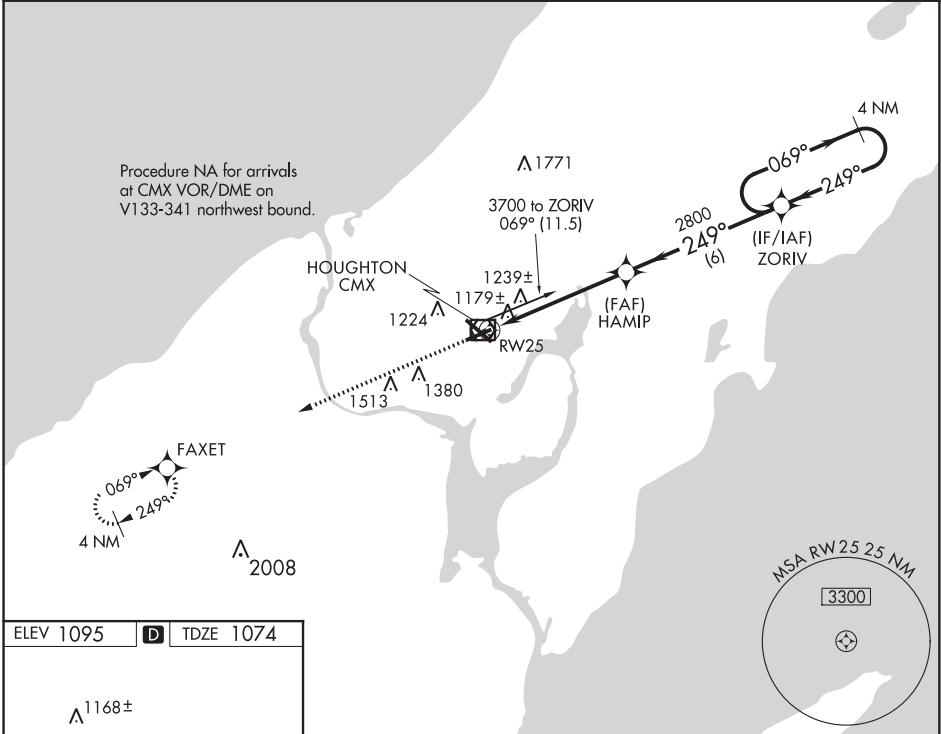 4 NM
069°
249°
Procedure NA for arrivals
at CMX VOR/DME on
V133-341 northwest bound.
1771
3700 to ZORIV
069° (11.5)
2800
249°
(6)
(IF/IAF)
ZORIV
HOUGHTON
CMX
1239±
1179±
1224
(FAF)
HAMIP
RW25
1513
1380
FAXET
069°
249°
4 NM
2008
MSA RW25 25 NM
3300
ELEV 1095 D TDZE 1074
1168±